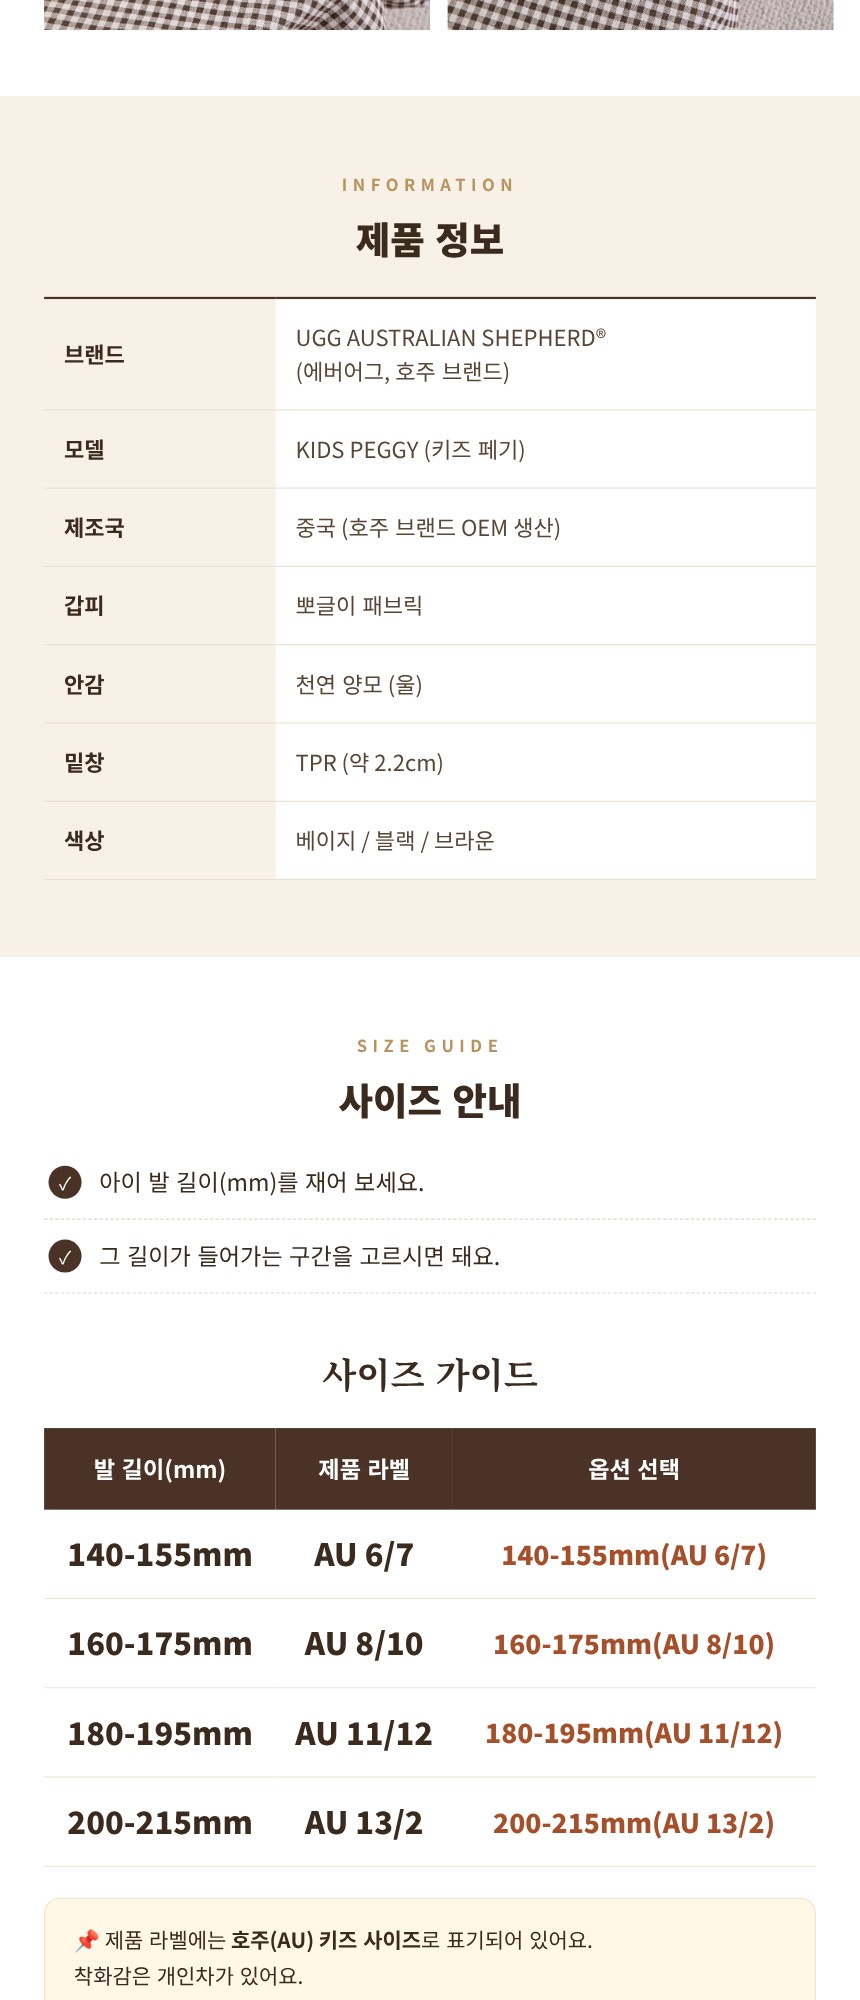 INFORMATION
제품 정보
브랜드
UGG AUSTRALIAN SHEPHERD®
(에버어그, 호주 브랜드)
모델
KIDS PEGGY (키즈 페기)
제조국
중국 (호주 브랜드 OEM 생산)
갑피
뽀글이 패브릭
안감
천연 양모 (울)
밑창
TPR (약 2.2cm)
색상
베이지 / 블랙 / 브라운
SIZE GUIDE
사이즈 안내
✓ 아이 발 길이(mm)를 재어 보세요.
✓ 그 길이가 들어가는 구간을 고르시면 돼요.
사이즈 가이드
발 길이(mm) 제품 라벨 옵션 선택
140-155mm AU 6/7 140-155mm(AU 6/7)
160-175mm AU 8/10 160-175mm(AU 8/10)
180-195mm AU 11/12 180-195mm(AU 11/12)
200-215mm AU 13/2 200-215mm(AU 13/2)
📌 제품 라벨에는 호주(AU) 키즈 사이즈로 표기되어 있어요.
착화감은 개인차가 있어요.